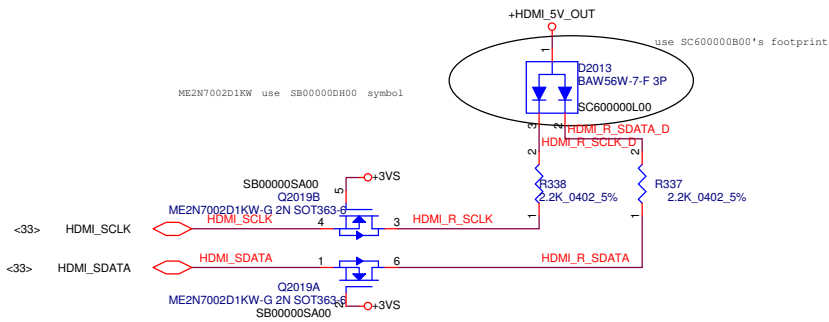 +HDMI_5V_OUT
use SC600000B00's footprint
1
D2013
BAW56W-7-F 3P
ME2N7002D1KW use SB00000DH00 symbol
SC600000L00
3
2
HDMI_R_SDATA_D
HDMI_R_SCLK_D
2
2
+3VS
5
SB00000SA00
R338
R337
Q2019B
2.2K_0402_5%
2.2K_0402_5%
ME2N7002D1KW-G 2N SOT363-6
1
1
<33>
HDMI_SCLK
HDMI_SCLK
4
3
HDMI_R_SCLK
<33>
HDMI_SDATA
HDMI_SDATA
1
6
HDMI_R_SDATA
Q2019A
ME2N7002D1KW-G 2N SOT363-6
2
+3VS
SB00000SA00